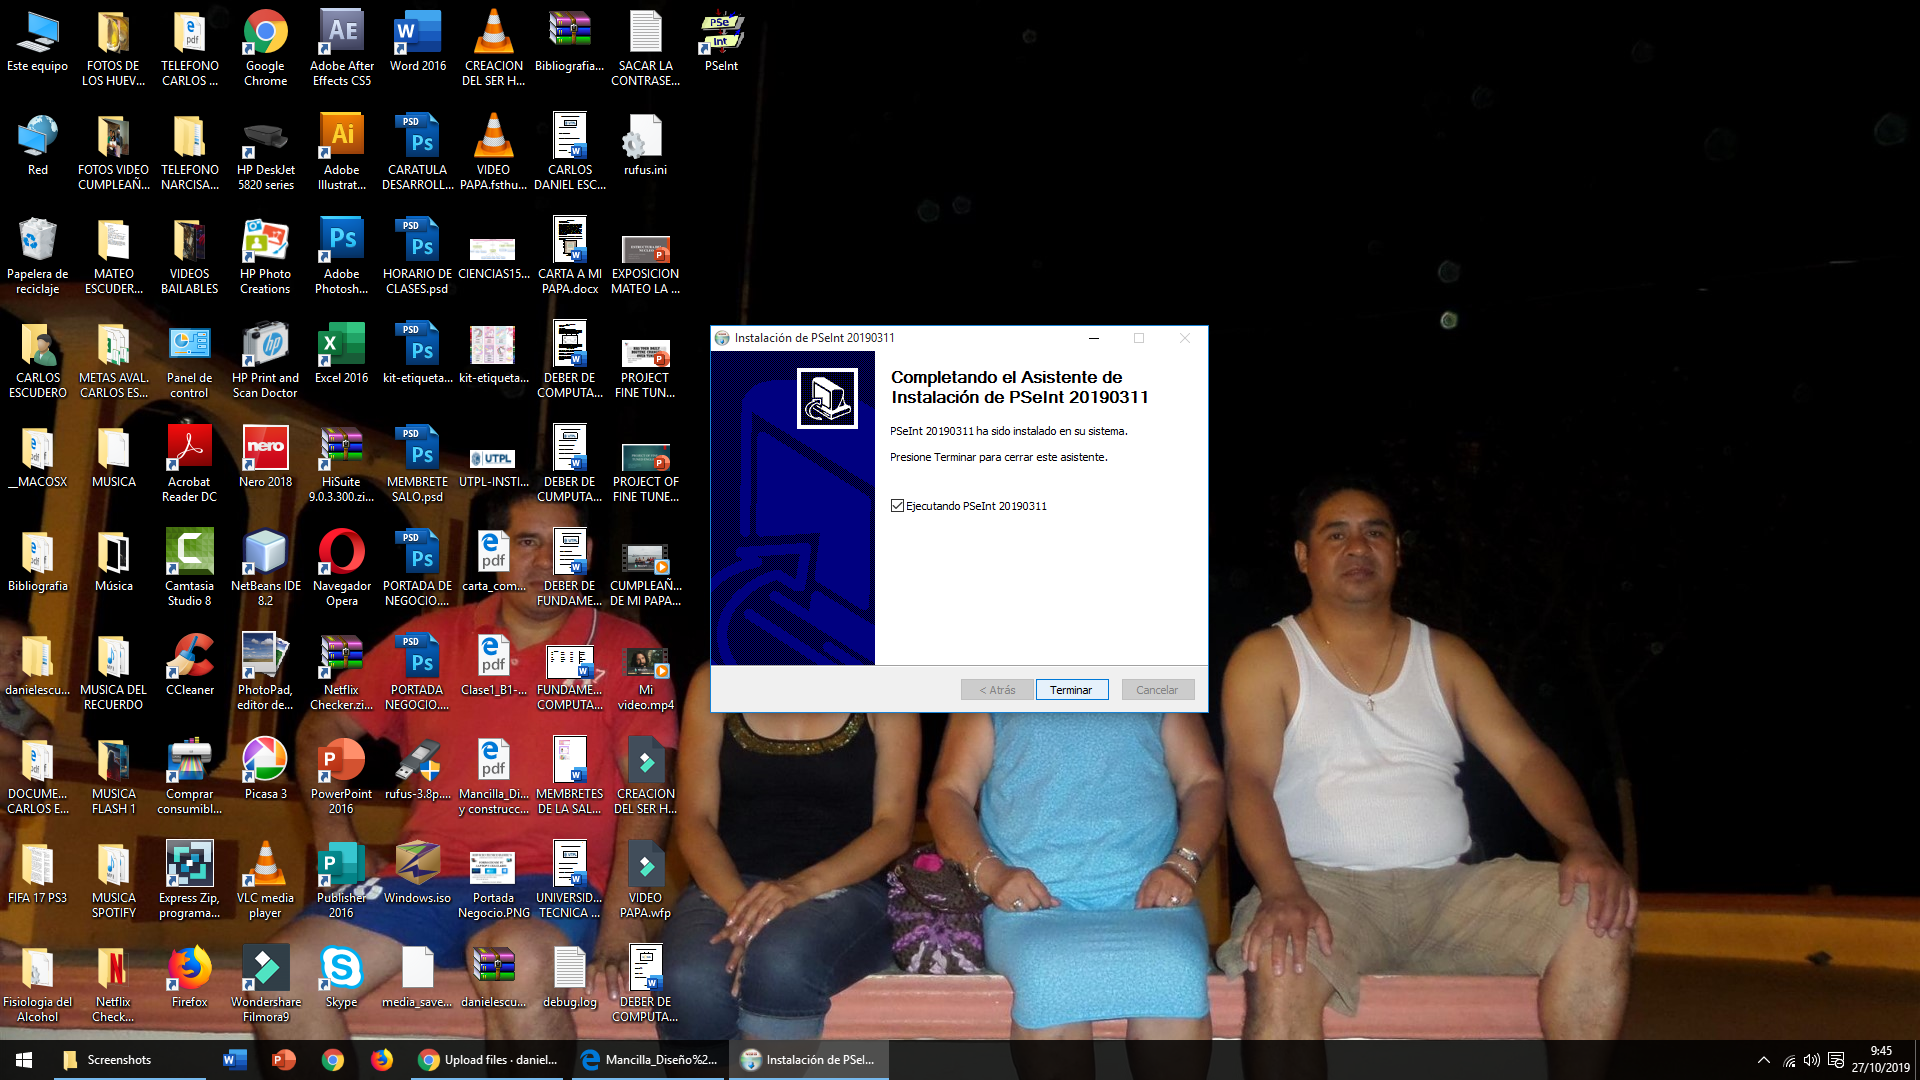 Este equipo
FOTOS DE
LOS HUEV...
TELEFONO
CARLOS ...
Google
Chrome
Adobe After
Effects CS5
Word 2016
CREACION
DEL SER H...
Bibliografia...
SACAR LA
CONTRASE...
PSeInt
Red
FOTOS VIDEO
CUMPLEAÑ...
TELEFONO
NARCISA...
HP DeskJet
5820 series
Adobe
Illustrat...
CARATULA
DESARROLL...
VIDEO
PAPA.fsthu...
CARLOS
DANIEL ESC...
rufus.ini
Papelera de
reciclaje
MATEO
ESCUDER...
VIDEOS
BAILABLES
HP Photo
Creations
Adobe
Photosh...
HORARIO DE
CLASES.psd
CIENCIAS15...
CARTA A MI
PAPA.docx
EXPOSICION
MATEO LA ...
CARLOS
ESCUDERO
METAS AVAL.
CARLOS ES...
Panel de
control
HP Print and
Scan Doctor
Excel 2016
kit-etiqueta...
kit-etiqueta...
DEBER DE
COMPUTA...
PROJECT
FINE TUN...
__MACOSX
MUSICA
Acrobat
Reader DC
Nero 2018
HiSuite
9.0.3.300.zi...
MEMBRETE
SALO.psd
UTPL-INSTI...
DEBER DE
CUMPUTA...
PROJECT OF
FINE TUNE...
Bibliografia
Música
Camtasia
Studio 8
NetBeans IDE
8.2
Navegador
Opera
PORTADA DE
NEGOCIO....
carta_com...
DEBER DE
FUNDAME...
CUMPLEAÑ...
DE MI PAPA...
danielescu...
MUSICA DEL
RECUERDO
CCleaner
PhotoPad,
editor de...
Netflix
Checker.zi...
PORTADA
NEGOCIO....
Clase1_B1-...
FUNDAME...
COMPUTA...
Mi
video.mp4
DOCUME...
CARLOS E...
MUSICA
FLASH 1
Comprar
consumibl...
Picasa 3
PowerPoint
2016
rufus-3.8p....
Mancilla_Di...
y construcc...
MEMBRETES
DE LA SAL...
CREACION
DEL SER H...
FIFA 17 PS3
MUSICA
SPOTIFY
Express Zip,
programa...
VLC media
player
Publisher
2016
Windows.iso
Portada
Negocio.PNG
UNIVERSID...
TECNICA ...
VIDEO
PAPA.wfp
Fisiologia del
Alcohol
Netflix
Check...
Firefox
Wondershare
Filmora9
Skype
media_save...
danielescu...
debug.log
DEBER DE
COMPUTA...
Instalación de PSeInt 20190311
Completando el Asistente de
Instalación de PSeInt 20190311
PSeInt 20190311 ha sido instalado en su sistema.
Presione Terminar para cerrar este asistente.
Ejecutando PSeInt 20190311
< Atrás
Terminar
Cancelar
Screenshots
Upload files · daniel...
Mancilla_Diseño%2...
Instalación de PSeI...
9:45
27/10/2019